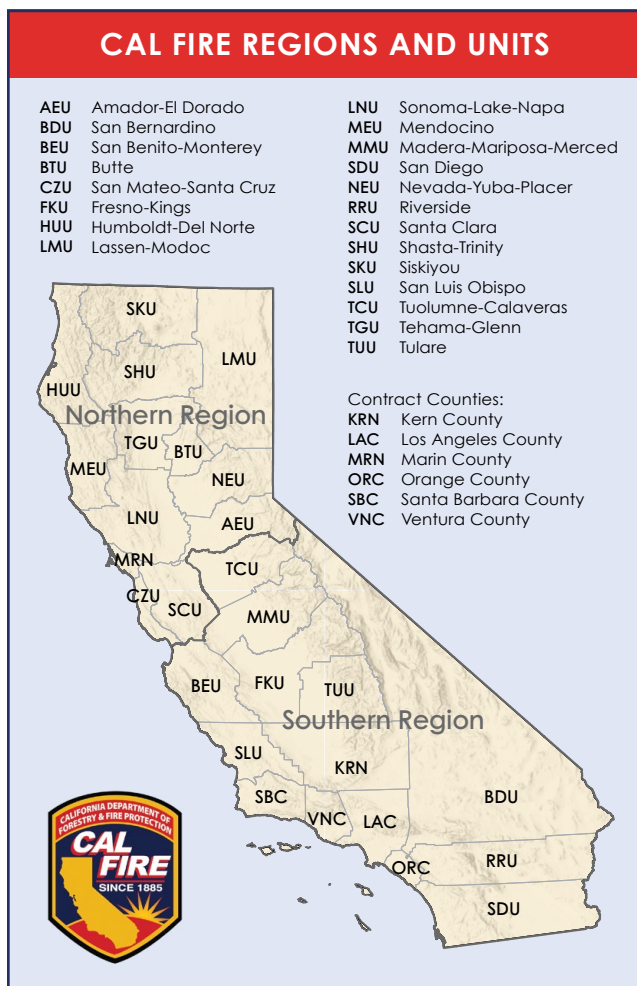 CAL FIRE REGIONS AND UNITS
AEU Amador-El Dorado
BDU San Bernardino
BEU San Benito-Monterey
BTU Butte
CZU San Mateo-Santa Cruz
FKU Fresno-Kings
HUU Humboldt-Del Norte
LMU Lassen-Modoc
LNU Sonoma-Lake-Napa
MEU Mendocino
MMU Madera-Mariposa-Merced
SDU San Diego
NEU Nevada-Yuba-Placer
RRU Riverside
SCU Santa Clara
SHU Shasta-Trinity
SKU Siskiyou
SLU San Luis Obispo
TCU Tuolumne-Calaveras
TGU Tehama-Glenn
TUU Tulare
Contract Counties:
KRN Kern County
LAC Los Angeles County
MRN Marin County
ORC Orange County
SBC Santa Barbara County
VNC Ventura County
SKU
LMU
SHU
HUU
Northern Region
TGU
BTU
MEU
NEU
LNU
AEU
MRN
TCU
CZU
SCU
MMU
BEU
FKU
TUU
Southern Region
SLU
KRN
SBC
BDU
VNC
LAC
ORC
RRU
SDU
CALIFORNIA DEPARTMENT OF
FORESTRY & FIRE PROTECTION
CAL
FIRE
SINCE 1885